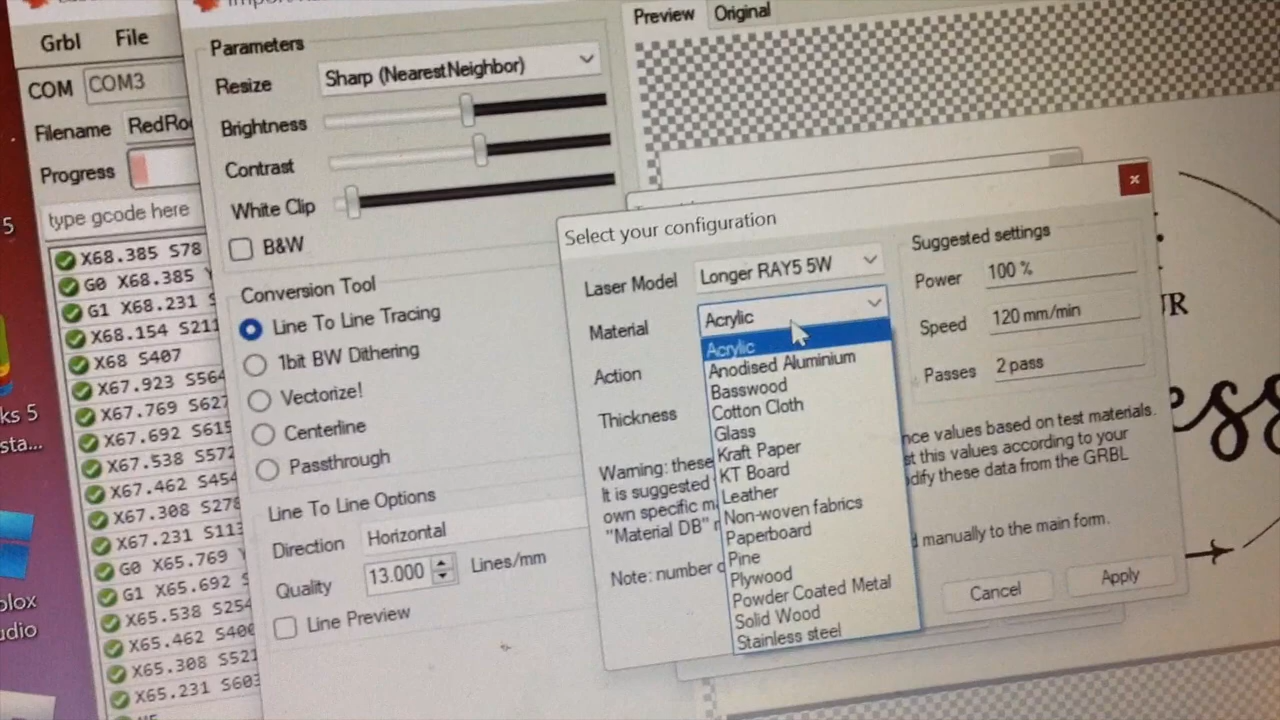 Preview Original
Grbl File
Parameters
COM COM3
Resize Sharp (NearestNeighbor)
Filename
Brightness
Progress
Contrast
type gcode here
White Clip
B&W
5
X68.385 S78
G0 X68.385
G1 X68.231
X68.154 S211
X68 S407
X67.923 S564
X67.769 S627
X67.692 S615
X67.538 S572
X67.462 S454
X67.308 S278
X67.231 S113
G0 X65.769
G1 X65.692
X65.538 S254
X65.462 S400
X65.308 S521
X65.231 S603
Conversion Tool
Line To Line Tracing
1bit BW Dithering
Vectorize!
Centerline
Passthrough
Line To Line Options
Direction Horizontal
Quality 13.000 Lines/mm
Line Preview
Select your configuration
Laser Model Longer RAY5 5W
Material Acrylic
Action
Thickness
Acrylic
Anodised Aluminium
Basswood
Cotton Cloth
Glass
Kraft Paper
KT Board
Leather
Non-woven fabrics
Paperboard
Pine
Plywood
Powder Coated Metal
Solid Wood
Stainless steel
Suggested settings
Power 100 %
Speed 120 mm/min
Passes 2 pass
Warning: these nce values based on test materials.
It is suggested st this values according to your
own specific dify these data from the GRBL
"Material DB"
Note: number manually to the main form.
Cancel Apply